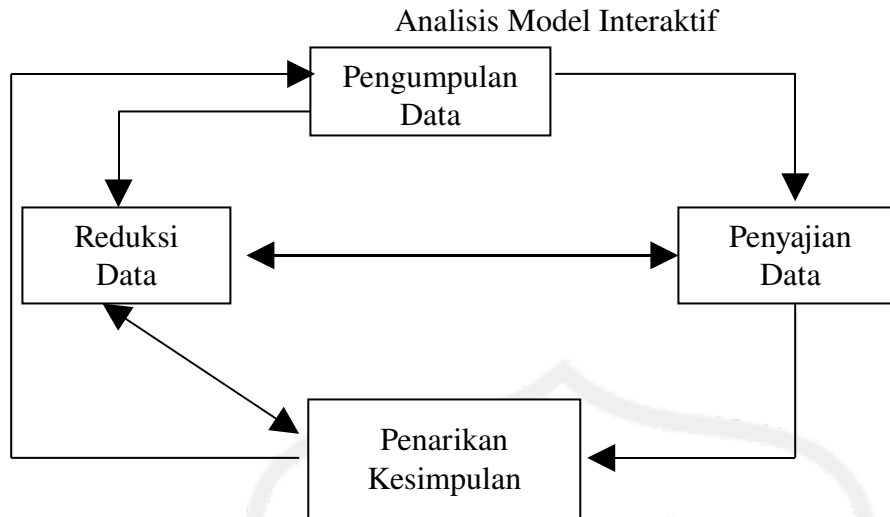 Analisis Model Interaktif
Pengumpulan
Data
Reduksi
Data
Penyajian
Data
Penarikan
Kesimpulan